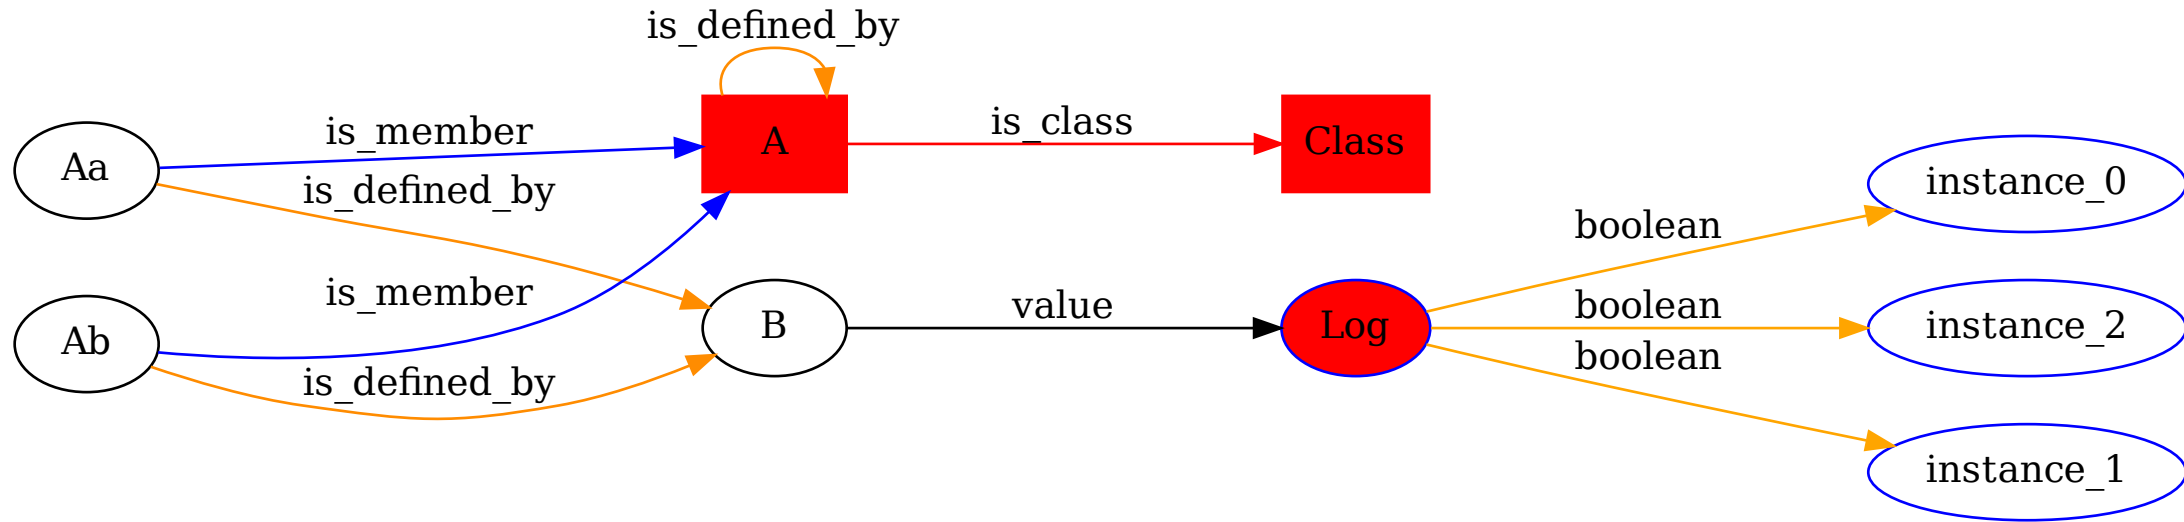 is_defined_by
is_member
is_class
Aa
A
Class
instance_0
is_defined_by
boolean
is_member
value
boolean
Ab
B
Log
instance_2
is_defined_by
boolean
instance_1